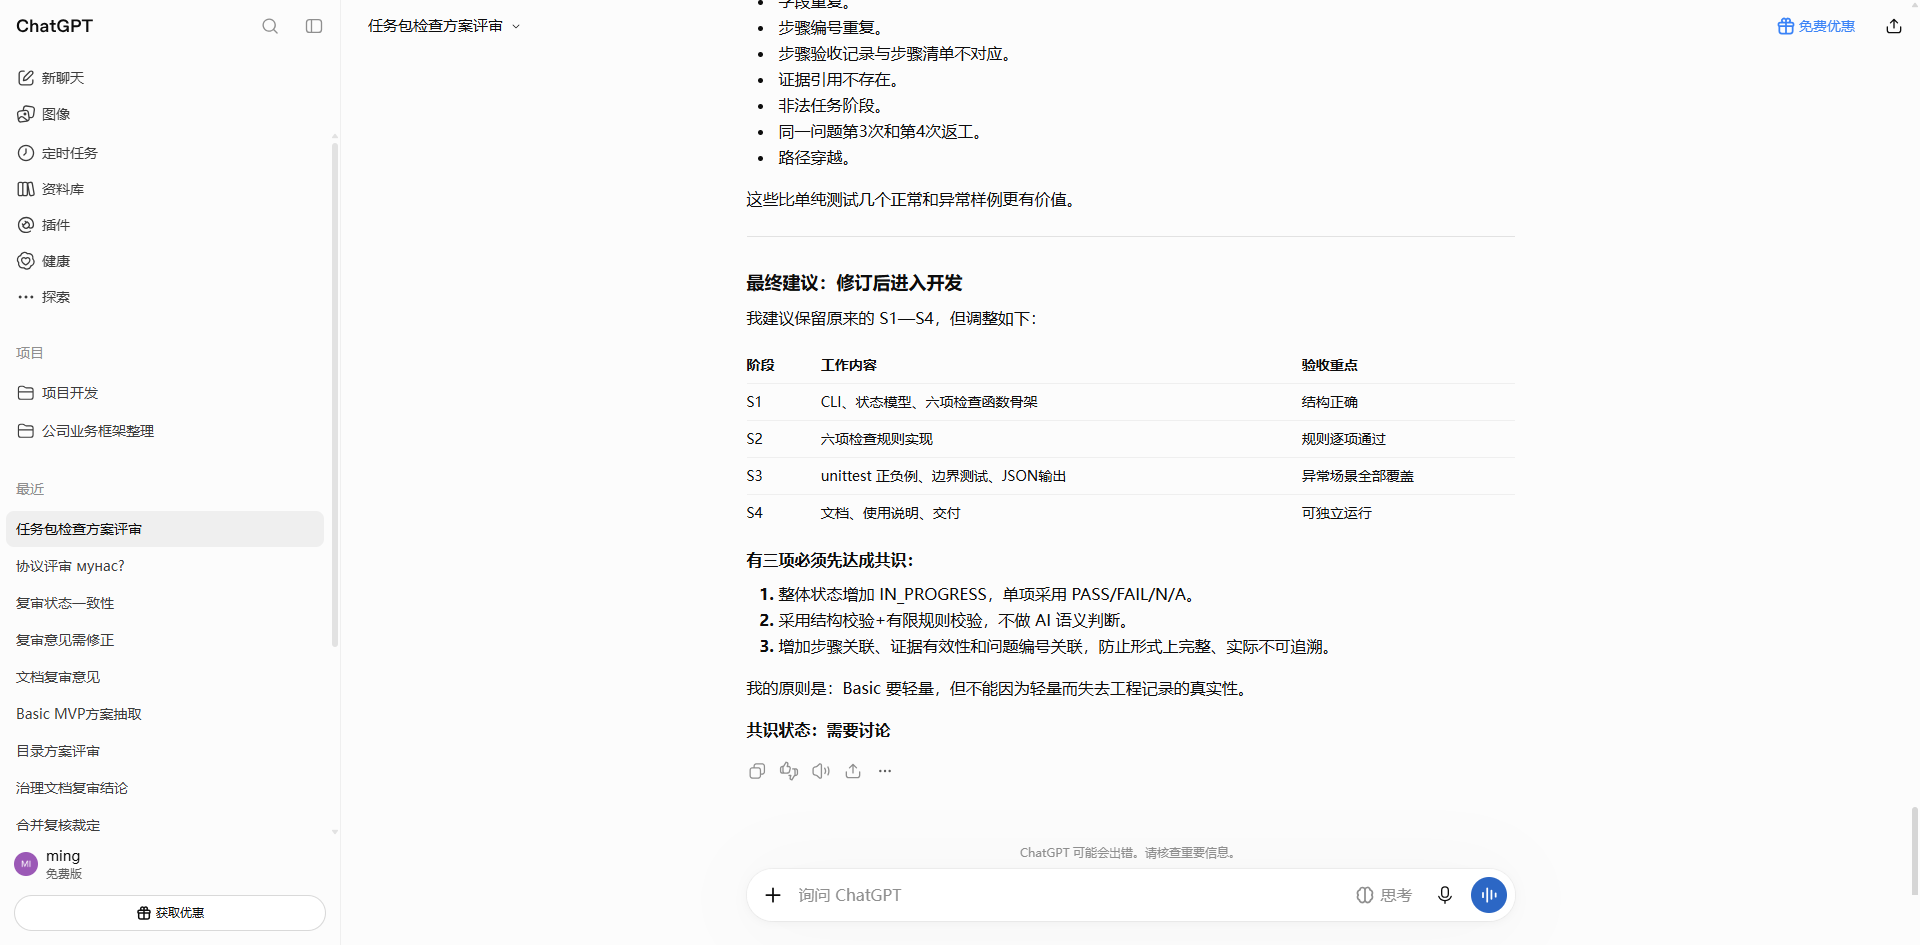 ChatGPT
新聊天
图像
定时任务
资料库
插件
健康
探索
项目
项目开发
公司业务框架整理
最近
任务包检查方案评审
协议评审 мунас?
复审状态一致性
复审意见需修正
文档复审意见
Basic MVP方案抽取
目录方案评审
治理文档复审结论
合并复核裁定
MI
ming
免费版
获取优惠
任务包检查方案评审
免费优惠
字段重复。
步骤编号重复。
步骤验收记录与步骤清单不对应。
证据引用不存在。
非法任务阶段。
同一问题第3次和第4次返工。
路径穿越。
这些比单纯测试几个正常和异常样例更有价值。
最终建议：修订后进入开发
我建议保留原来的 S1—S4，但调整如下：
阶段 工作内容 验收重点
S1 CLI、状态模型、六项检查函数骨架 结构正确
S2 六项检查规则实现 规则逐项通过
S3 unittest 正负例、边界测试、JSON输出 异常场景全部覆盖
S4 文档、使用说明、交付 可独立运行
有三项必须先达成共识：
1. 整体状态增加 IN_PROGRESS，单项采用 PASS/FAIL/N/A。
2. 采用结构校验+有限规则校验，不做 AI 语义判断。
3. 增加步骤关联、证据有效性和问题编号关联，防止形式上完整、实际不可追溯。
我的原则是：Basic 要轻量，但不能因为轻量而失去工程记录的真实性。
共识状态：需要讨论
ChatGPT 可能会出错。请核查重要信息。
询问 ChatGPT
思考